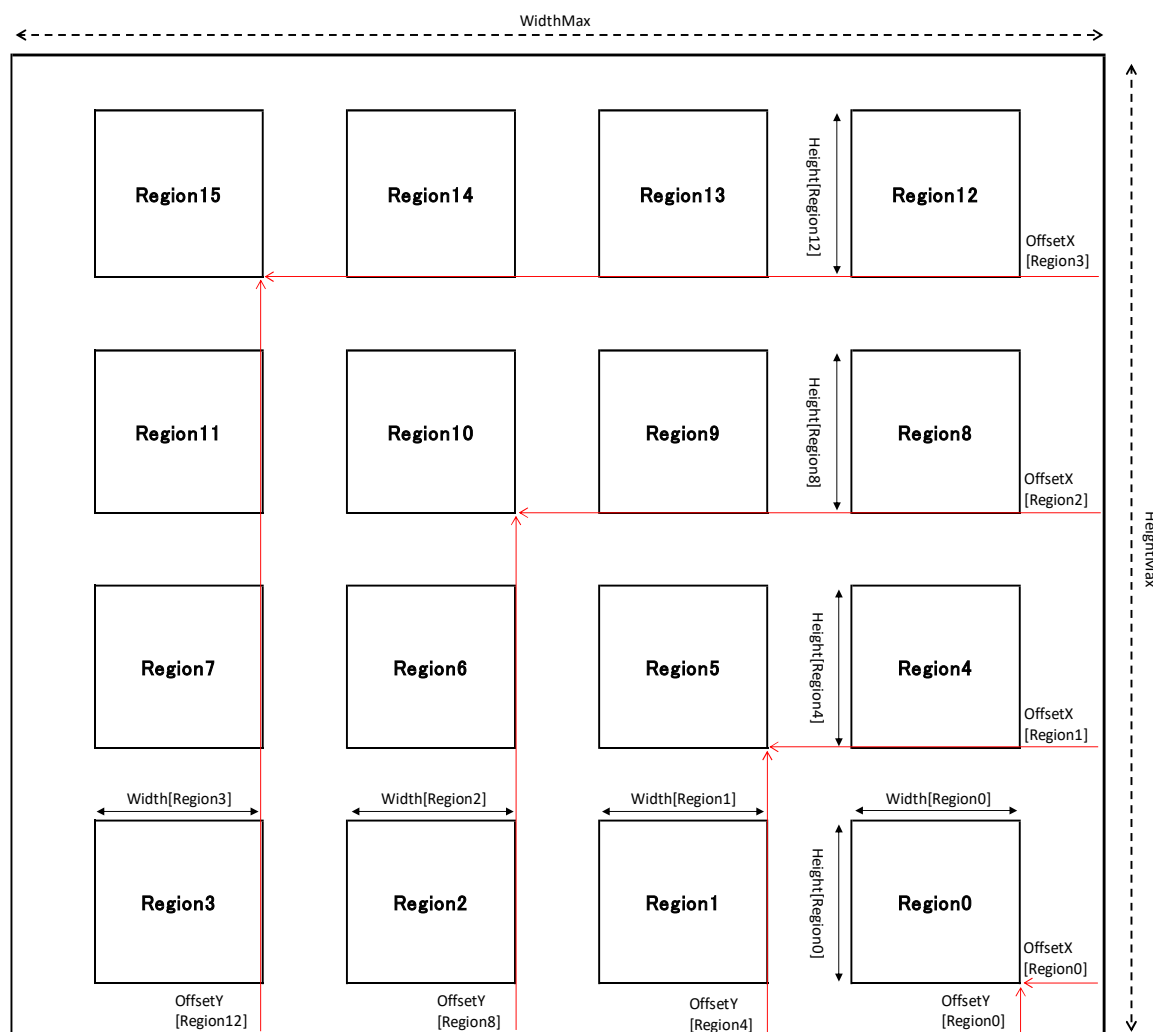 WidthMax
Region15
Region14
Region13
Height[Region12]
Region12
OffsetX
[Region3]
Region11
Region10
Region9
Height[Region8]
Region8
OffsetX
[Region2]
HeightMax
Region7
Region6
Region5
Height[Region4]
Region4
OffsetX
[Region1]
Width[Region3]
Width[Region2]
Width[Region1]
Width[Region0]
Region3
Region2
Region1
Height[Region0]
Region0
OffsetX
[Region0]
OffsetY
[Region12]
OffsetY
[Region8]
OffsetY
[Region4]
OffsetY
[Region0]